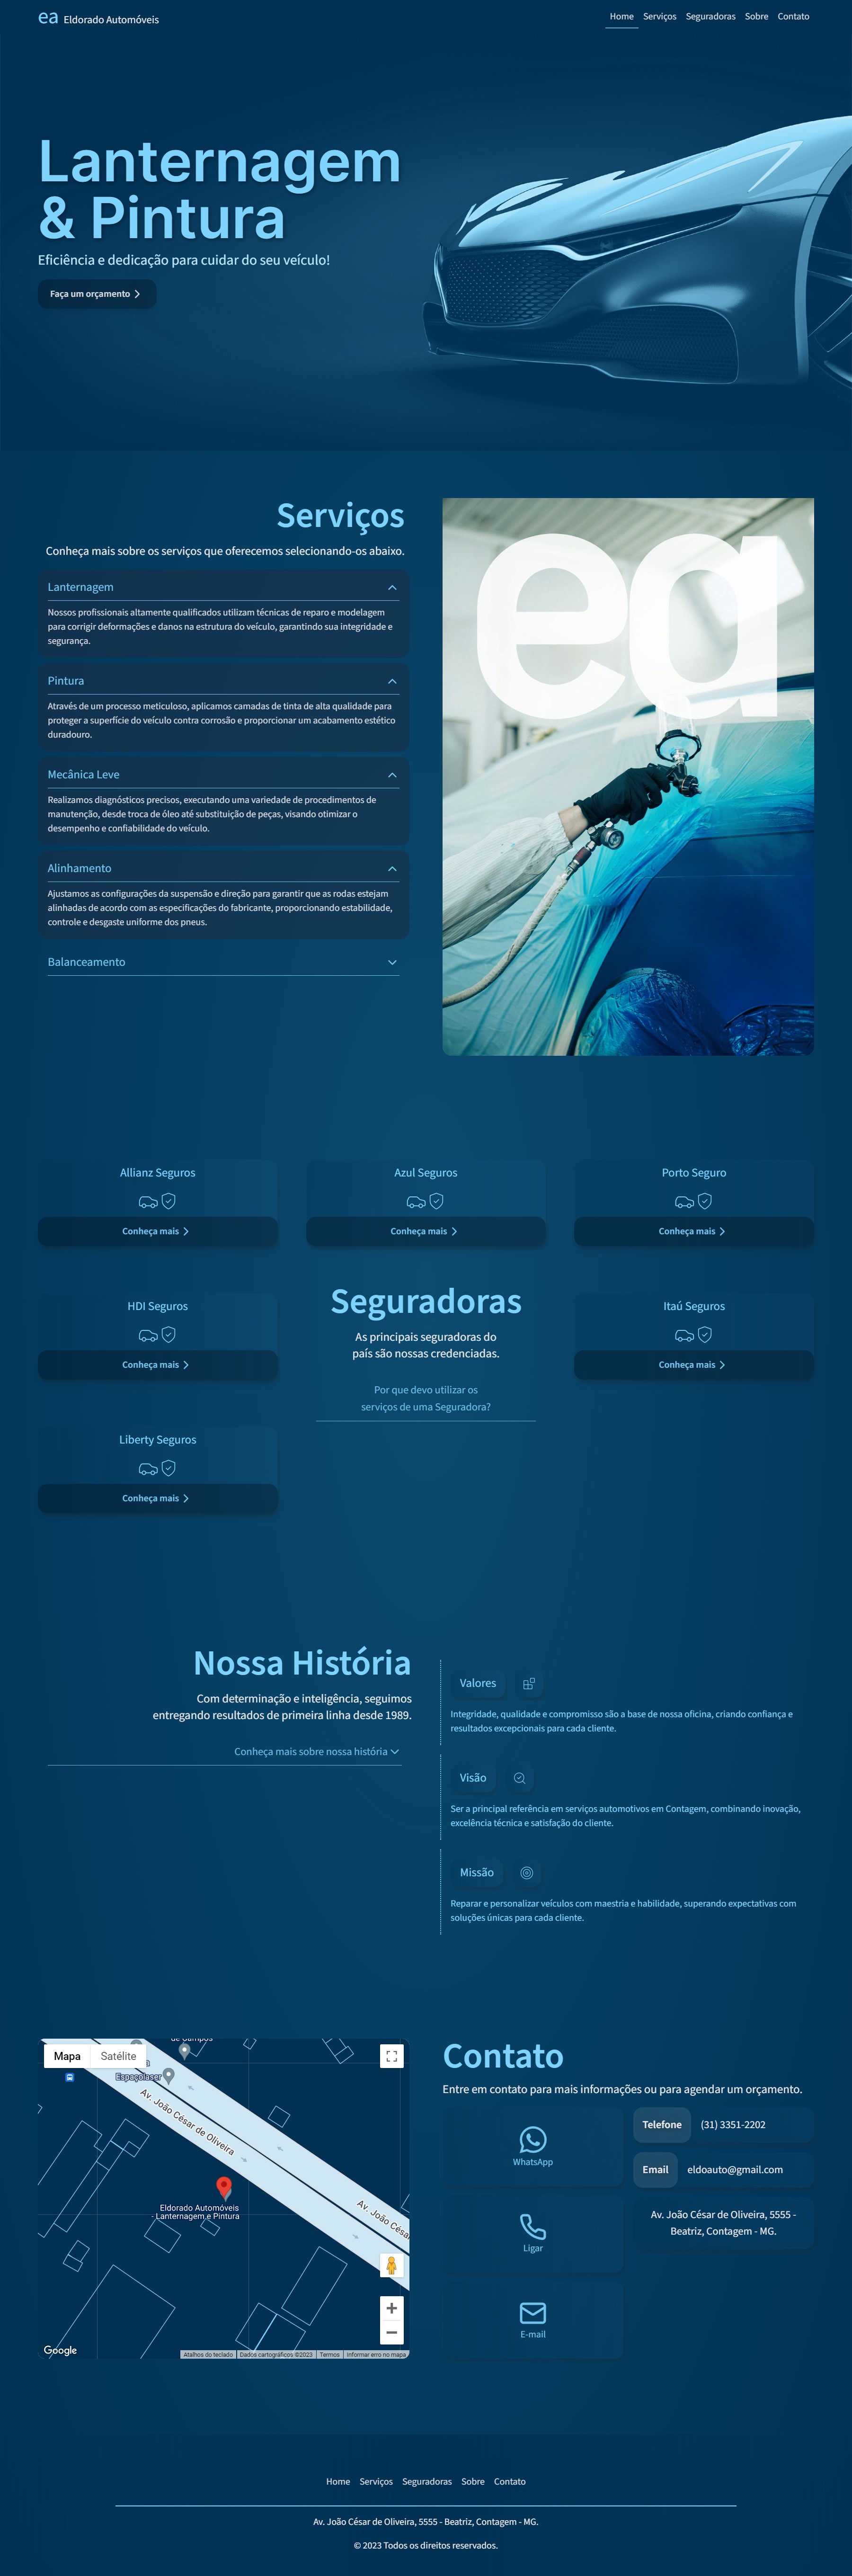 ea Eldorado Automóveis
Home Serviços Seguradoras Sobre Contato
Lanternagem
& Pintura
Eficiência e dedicação para cuidar do seu veículo!
Faça um orçamento
Serviços
Conheça mais sobre os serviços que oferecemos selecionando-os abaixo.
Lanternagem
Nossos profissionais altamente qualificados utilizam técnicas de reparo e modelagem
para corrigir deformações e danos na estrutura do veículo, garantindo sua integridade e
segurança.
Pintura
Através de um processo meticuloso, aplicamos camadas de tinta de alta qualidade para
proteger a superfície do veículo contra corrosão e proporcionar um acabamento estético
duradouro.
Mecânica Leve
Realizamos diagnósticos precisos, executando uma variedade de procedimentos de
manutenção, desde troca de óleo até substituição de peças, visando otimizar o
desempenho e confiabilidade do veículo.
Alinhamento
Ajustamos as configurações da suspensão e direção para garantir que as rodas estejam
alinhadas de acordo com as especificações do fabricante, proporcionando estabilidade,
controle e desgaste uniforme dos pneus.
Balanceamento
ea
Allianz Seguros
Conheça mais
Azul Seguros
Conheça mais
Porto Seguro
Conheça mais
HDI Seguros
Conheça mais
Seguradoras
As principais seguradoras do
país são nossas credenciadas.
Por que devo utilizar os
serviços de uma Seguradora?
Itaú Seguros
Conheça mais
Liberty Seguros
Conheça mais
Nossa História
Com determinação e inteligência, seguimos
entregando resultados de primeira linha desde 1989.
Conheça mais sobre nossa história
Valores
Integridade, qualidade e compromisso são a base de nossa oficina, criando confiança e
resultados excepcionais para cada cliente.
Visão
Ser a principal referência em serviços automotivos em Contagem, combinando inovação,
excelência técnica e satisfação do cliente.
Missão
Reparar e personalizar veículos com maestria e habilidade, superando expectativas com
soluções únicas para cada cliente.
Mapa Satélite
Espaçolaser
Av. João César de Oliveira
Av. João César
Eldorado Automóveis
- Lanternagem e Pintura
Google
Atalhos do teclado Dados cartográficos ©2023 Termos Informar erro no mapa
Contato
Entre em contato para mais informações ou para agendar um orçamento.
WhatsApp
Ligar
E-mail
Telefone (31) 3351-2202
Email eldoauto@gmail.com
Av. João César de Oliveira, 5555 -
Beatriz, Contagem - MG.
Home Serviços Seguradoras Sobre Contato
Av. João César de Oliveira, 5555 - Beatriz, Contagem - MG.
© 2023 Todos os direitos reservados.